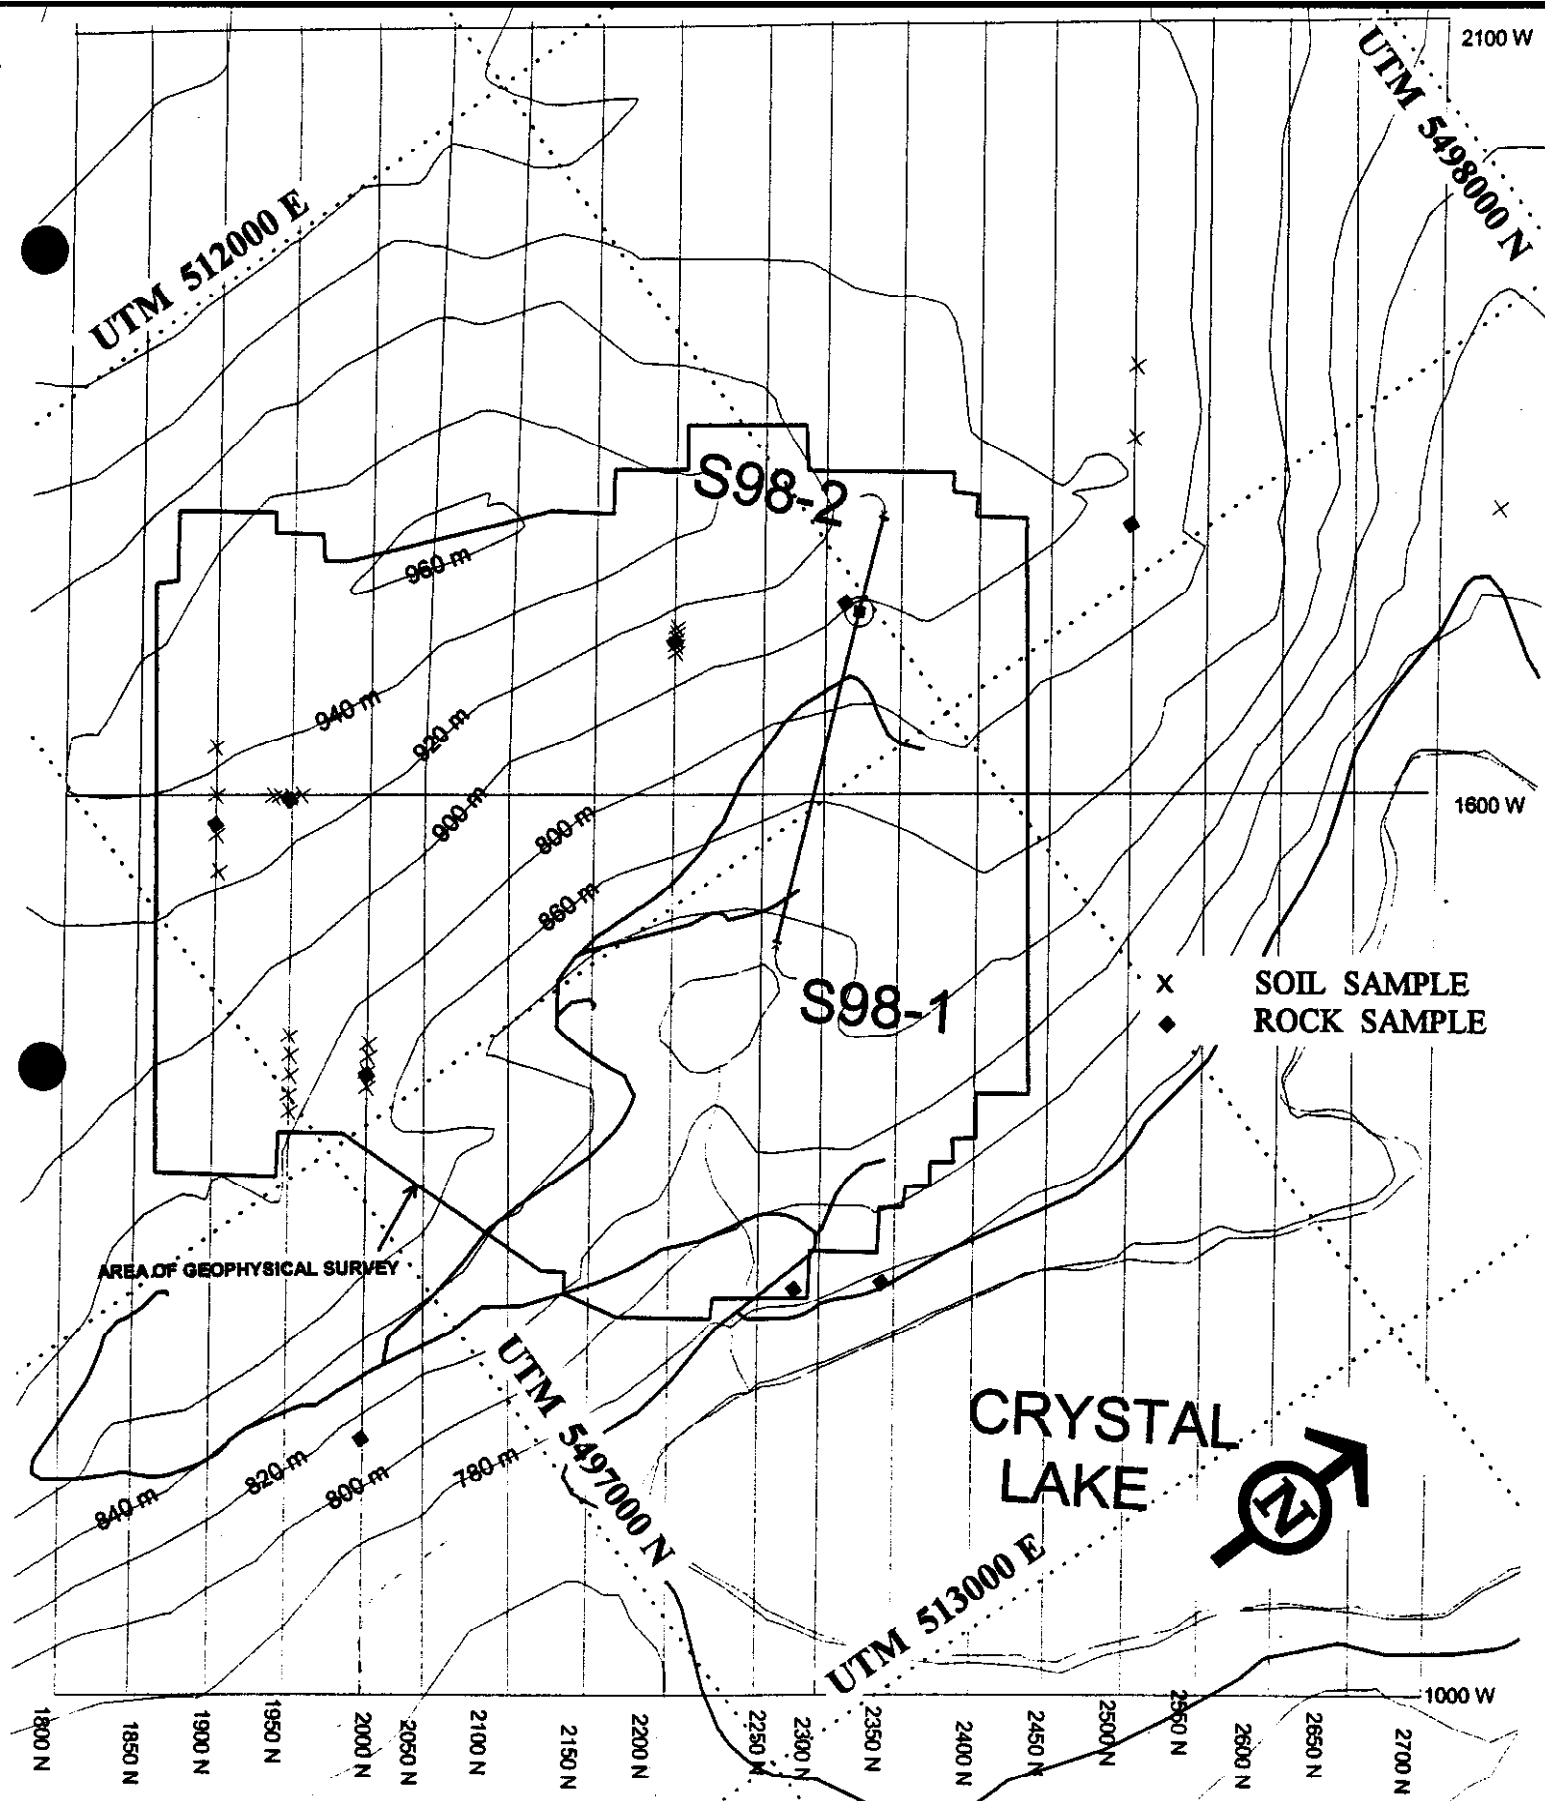 2100 W
UTM 5498000 N
UTM 512000 E
S98-2
960 m
940 m
920 m
900 m
800 m
860 m
1600 W
S98-1
x SOIL SAMPLE
◆ ROCK SAMPLE
AREA OF GEOPHYSICAL SURVEY
UTM 5497000 N
CRYSTAL
LAKE
N
840 m
820 m
800 m
780 m
UTM 513000 E
1000 W
1800 N
1850 N
1900 N
1950 N
2000 N
2050 N
2100 N
2150 N
2200 N
2250 N
2300 N
2350 N
2400 N
2450 N
2500N
2550 N
2600 N
2650 N
2700 N